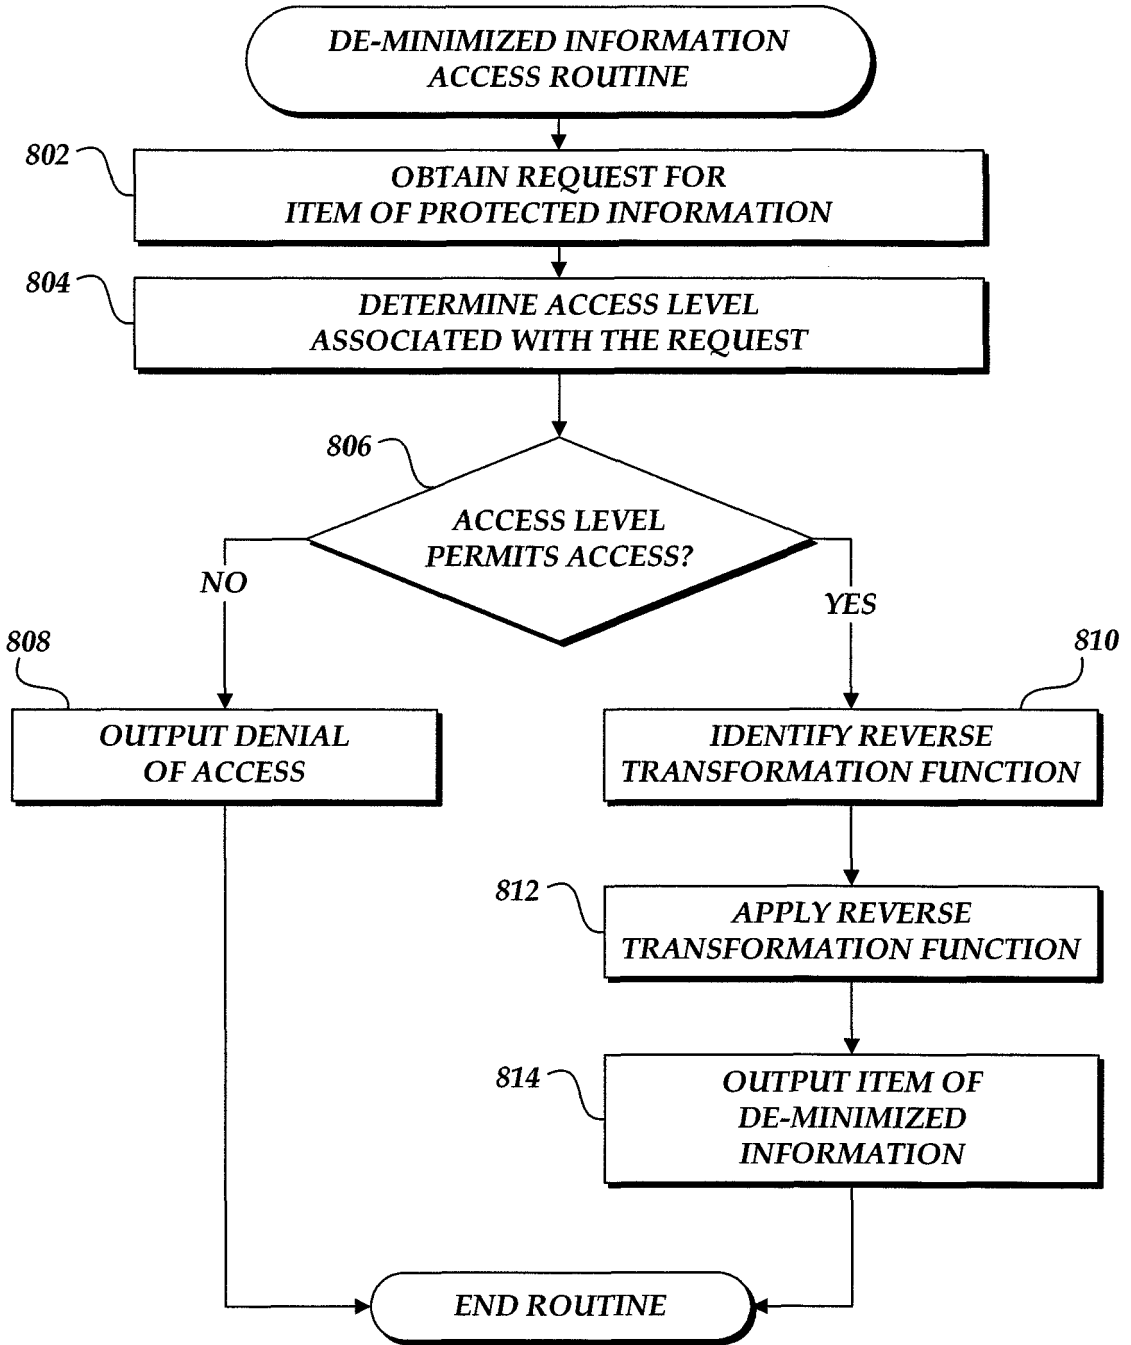 DE-MINIMIZED INFORMATION
ACCESS ROUTINE
802
OBTAIN REQUEST FOR
ITEM OF PROTECTED INFORMATION
804
DETERMINE ACCESS LEVEL
ASSOCIATED WITH THE REQUEST
806
ACCESS LEVEL
PERMITS ACCESS?
NO
YES
808
OUTPUT DENIAL
OF ACCESS
810
IDENTIFY REVERSE
TRANSFORMATION FUNCTION
812
APPLY REVERSE
TRANSFORMATION FUNCTION
814
OUTPUT ITEM OF
DE-MINIMIZED
INFORMATION
END ROUTINE